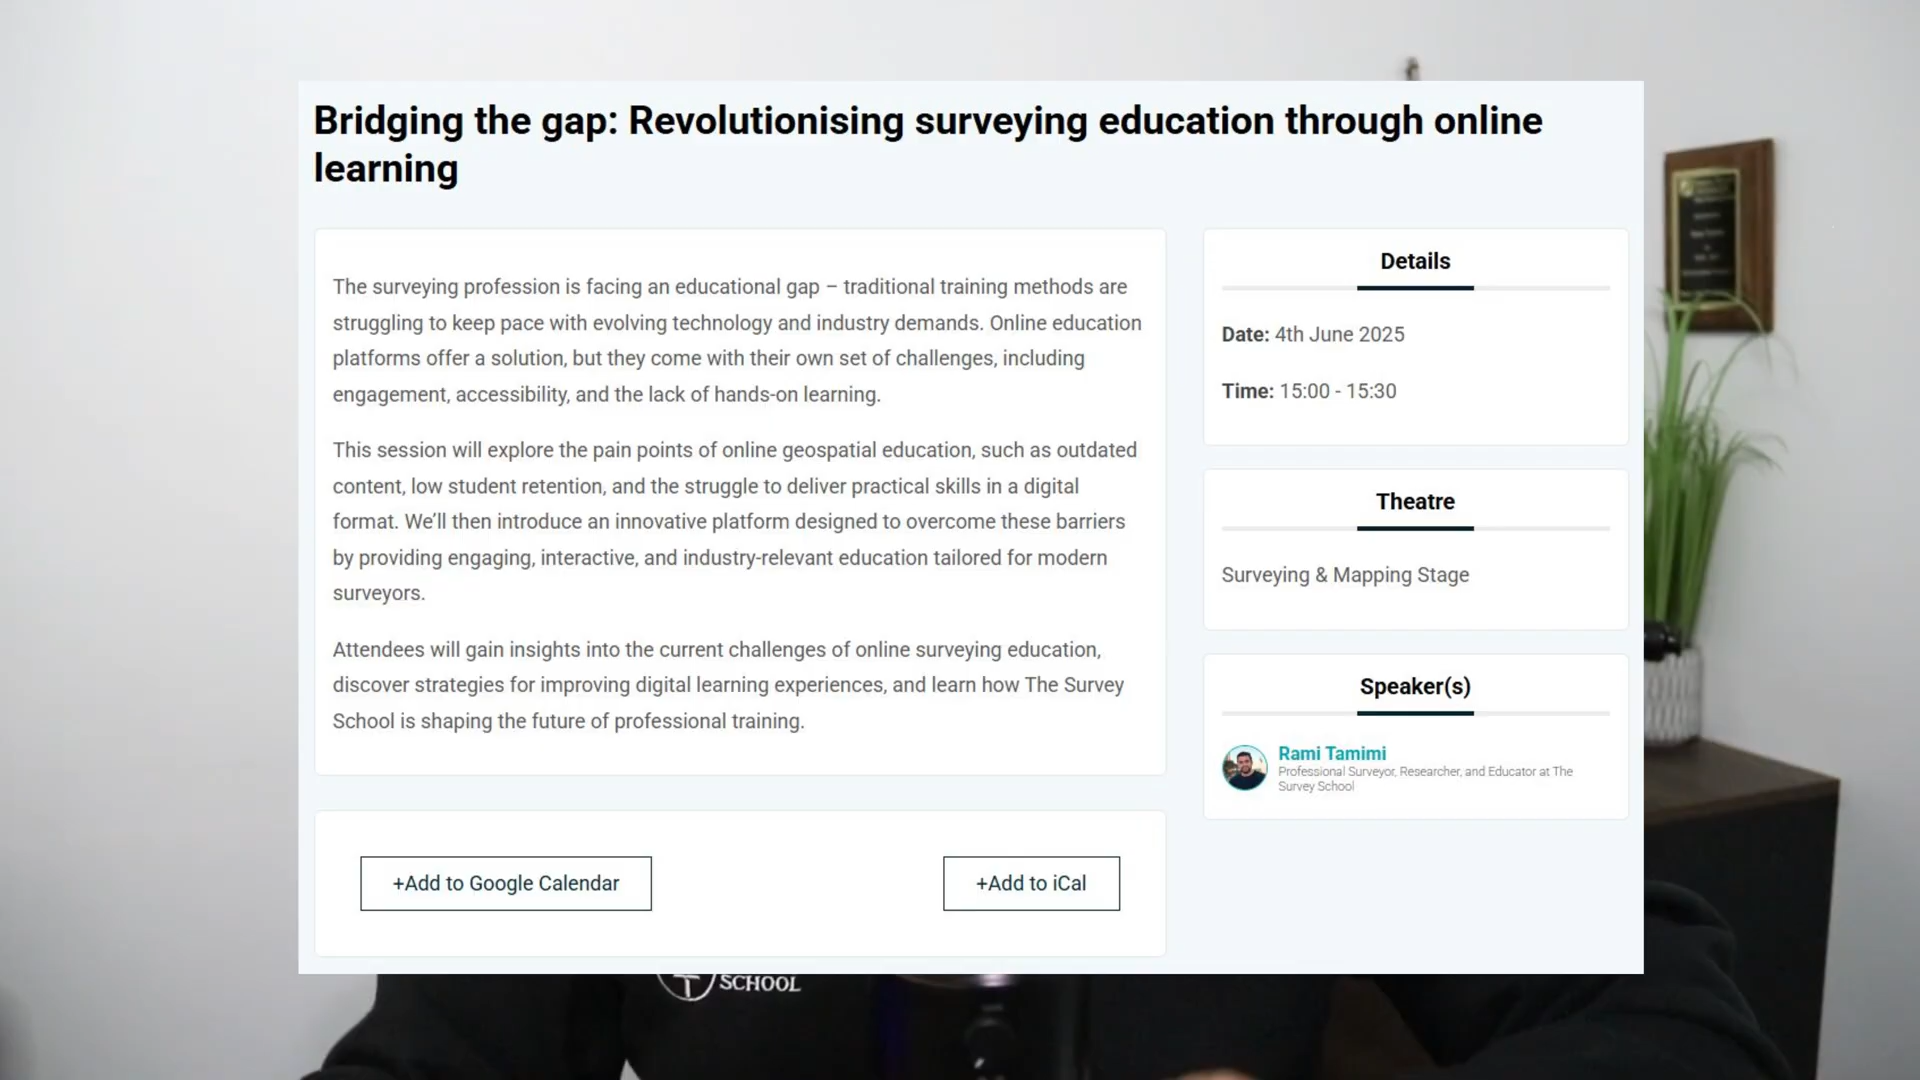 Bridging the gap: Revolutionising surveying education through online
learning
The surveying profession is facing an educational gap – traditional training methods are
struggling to keep pace with evolving technology and industry demands. Online education
platforms offer a solution, but they come with their own set of challenges, including
engagement, accessibility, and the lack of hands-on learning.
This session will explore the pain points of online geospatial education, such as outdated
content, low student retention, and the struggle to deliver practical skills in a digital
format. We’ll then introduce an innovative platform designed to overcome these barriers
by providing engaging, interactive, and industry-relevant education tailored for modern
surveyors.
Attendees will gain insights into the current challenges of online surveying education,
discover strategies for improving digital learning experiences, and learn how The Survey
School is shaping the future of professional training.
+Add to Google Calendar
+Add to iCal
Details
Date: 4th June 2025
Time: 15:00 - 15:30
Theatre
Surveying & Mapping Stage
Speaker(s)
Rami Tamimi
Professional Surveyor, Researcher, and Educator at The
Survey School
SCHOOL